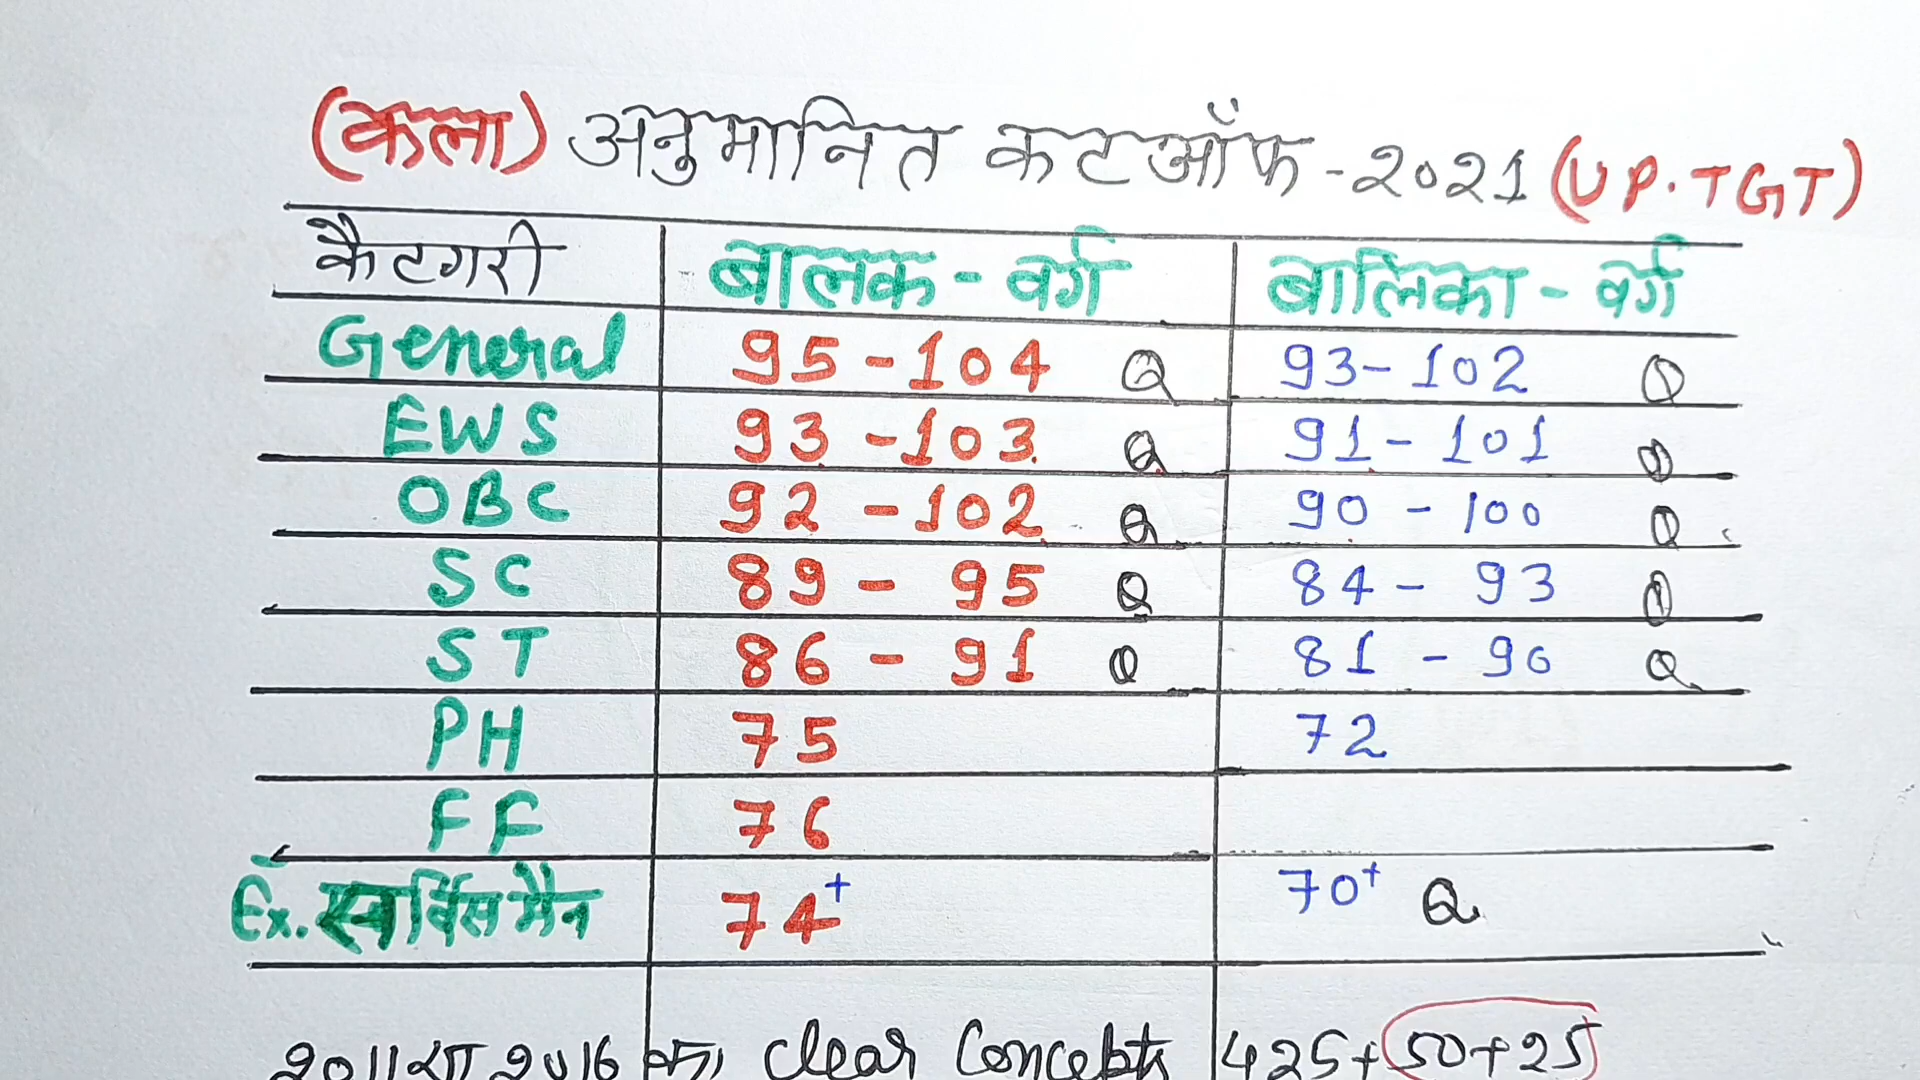 (कला) अनुमानित कटऑफ - 2021 (UP. TGT)
कैटगरी बालक - वर्ग बालिका - वर्ग
General 95 - 104 Q 93 - 102 Q
EWS 93 - 103 Q 91 - 101 Q
OBC 92 - 102 Q 90 - 100 Q
SC 89 - 95 Q 84 - 93 Q
ST 86 - 91 Q 81 - 90 Q
PH 75 72
FF 76
Ex. सर्विस मैन 74+ 70+ Q
2011 या 2016 का Clear Concepts 425 + 50 + 25